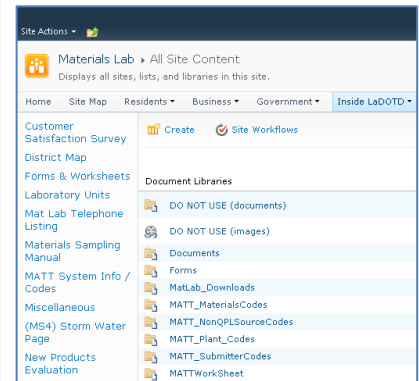 Site Actions
Materials Lab ▸ All Site Content
Displays all sites, lists, and libraries in this site.
Home Site Map Residents Business Government Inside LaDOTD
Customer
Satisfaction Survey
District Map
Forms & Worksheets
Laboratory Units
Mat Lab Telephone
Listing
Materials Sampling
Manual
MATT System Info /
Codes
Miscellaneous
(MS4) Storm Water
Page
New Products
Evaluation
Create Site Workflows
Document Libraries
DO NOT USE (documents)
DO NOT USE (images)
Documents
Forms
MatLab_Downloads
MATT_MaterialsCodes
MATT_NonQPLSourceCodes
MATT_Plant_Codes
MATT_SubmitterCodes
MATTWorkSheet